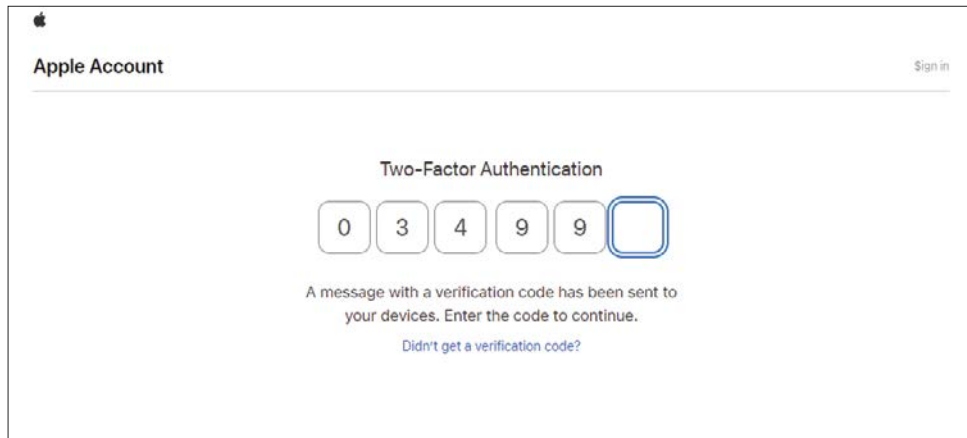 Apple Account
Sign in
Two-Factor Authentication
0 3 4 9 9
A message with a verification code has been sent to
your devices. Enter the code to continue.
Didn't get a verification code?